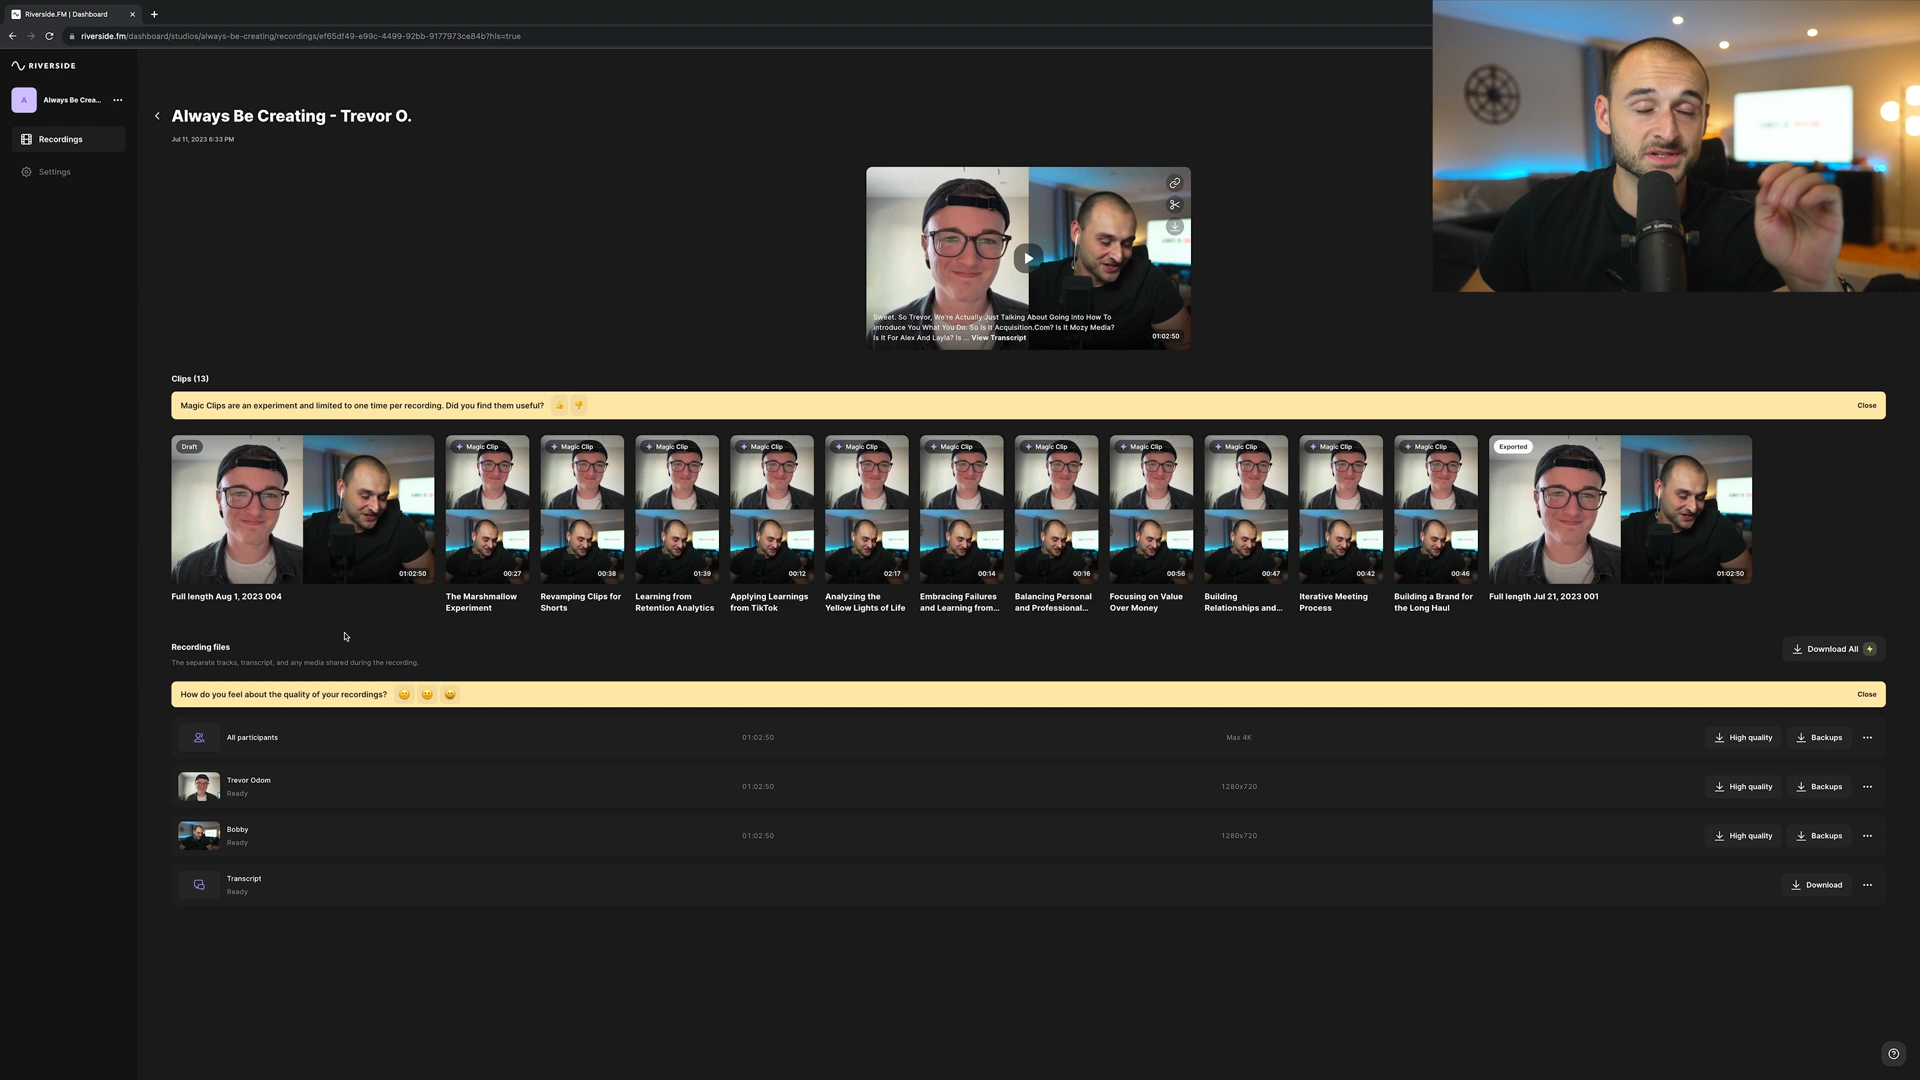 Riverside.FM | Dashboard
riverside.fm/dashboard/studios/always-be-creating/recordings/ef65df49-e99c-4499-92bb-9177973ce84b?hls=true
RIVERSIDE
A
Always Be Crea...
Recordings
Settings
Always Be Creating - Trevor O.
Jul 11, 2023 6:33 PM
Sweet. So Trevor, We're Actually Just Talking About Going Into How To
Introduce You What You Do. So Is It Acquisition.Com? Is It Mozy Media?
Is It For Alex And Layla? Is ... View Transcript
01:02:50
Clips (13)
Magic Clips are an experiment and limited to one time per recording. Did you find them useful?
Close
Draft
01:02:50
Full length Aug 1, 2023 004
Magic Clip
00:27
The Marshmallow
Experiment
Magic Clip
00:38
Revamping Clips for
Shorts
Magic Clip
01:39
Learning from
Retention Analytics
Magic Clip
00:12
Applying Learnings
from TikTok
Magic Clip
02:17
Analyzing the
Yellow Lights of Life
Magic Clip
00:14
Embracing Failures
and Learning from...
Magic Clip
00:16
Balancing Personal
and Professional...
Magic Clip
00:56
Focusing on Value
Over Money
Magic Clip
00:47
Building
Relationships and...
Magic Clip
00:42
Iterative Meeting
Process
Magic Clip
00:46
Building a Brand for
the Long Haul
Exported
01:02:50
Full length Jul 21, 2023 001
Recording files
The separate tracks, transcript, and any media shared during the recording.
Download All
How do you feel about the quality of your recordings?
Close
All participants
01:02:50
Max 4K
High quality
Backups
Trevor Odom
Ready
01:02:50
1280x720
High quality
Backups
Bobby
Ready
01:02:50
1280x720
High quality
Backups
Transcript
Ready
Download